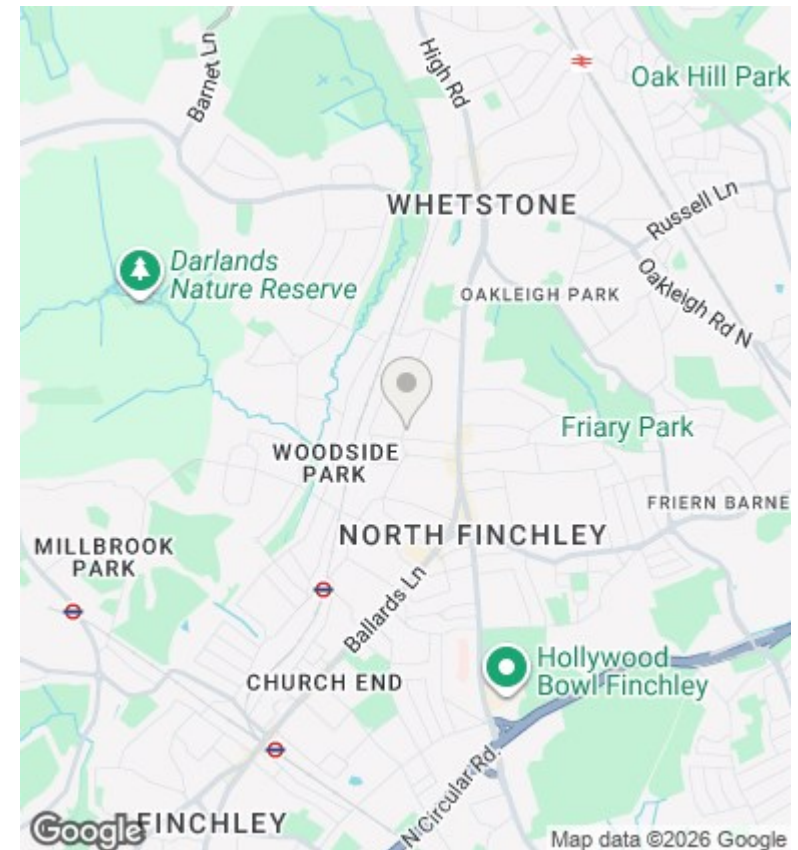 High Rd
Barnet Ln
Oak Hill Park
WHETSTONE
Russell Ln
Darlands
Nature Reserve
OAKLEIGH PARK
Oakleigh Rd N
Friary Park
WOODSIDE
PARK
FRIERN BARNE
NORTH FINCHLEY
MILLBROOK
PARK
Ballards Ln
Hollywood
Bowl Finchley
CHURCH END
N Circular Rd.
Google
FINCHLEY
Map data ©2026 Google